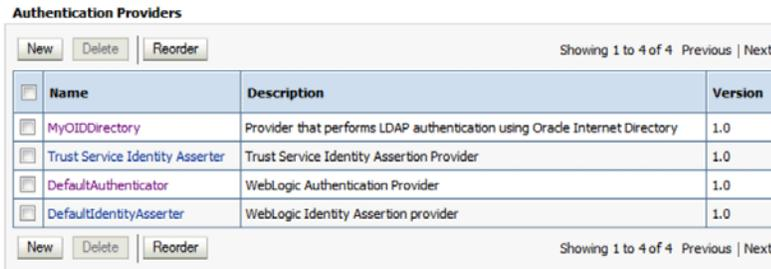 Authentication Providers
New Delete Reorder Showing 1 to 4 of 4 Previous | Next
Name Description Version
MyOIDDirectory Provider that performs LDAP authentication using Oracle Internet Directory 1.0
Trust Service Identity Asserter Trust Service Identity Assertion Provider 1.0
DefaultAuthenticator WebLogic Authentication Provider 1.0
DefaultIdentityAsserter WebLogic Identity Assertion provider 1.0
New Delete Reorder Showing 1 to 4 of 4 Previous | Next